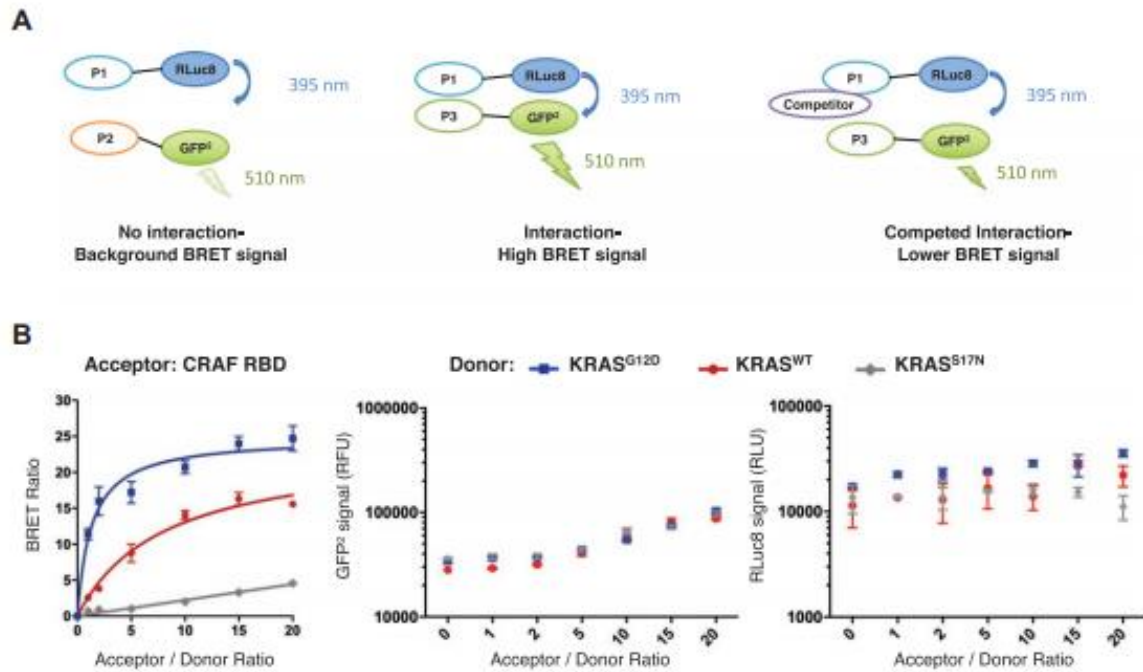 A
P1
RLuc8
395 nm
P2
GFP²
510 nm
No interaction-
Background BRET signal
P1
RLuc8
395 nm
P3
GFP²
510 nm
Interaction-
High BRET signal
P1
RLuc8
Competitor
395 nm
P3
GFP²
510 nm
Competed Interaction-
Lower BRET signal
B
Acceptor: CRAF RBD
Donor: KRASG12D KRASWT KRASS17N
BRET Ratio
30
25
20
15
10
5
0
0 5 10 15 20
Acceptor / Donor Ratio
GFP² signal (RFU)
1000000
100000
10000
0 1 2 5 10 15 20
Acceptor / Donor Ratio
RLuc8 signal (RLU)
100000
10000
1000
0 1 2 5 10 15 20
Acceptor / Donor Ratio